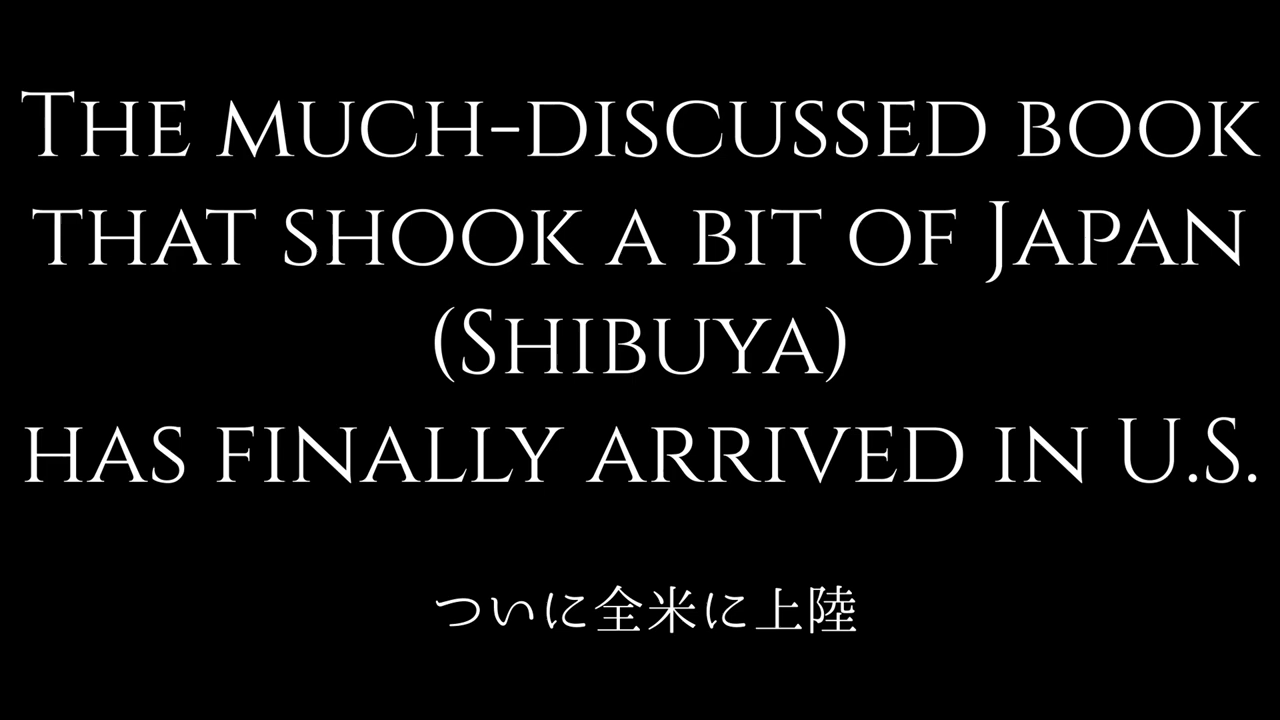 The much-discussed book
that shook a bit of Japan
(Shibuya)
has finally arrived in U.S.
ついに全米に上陸